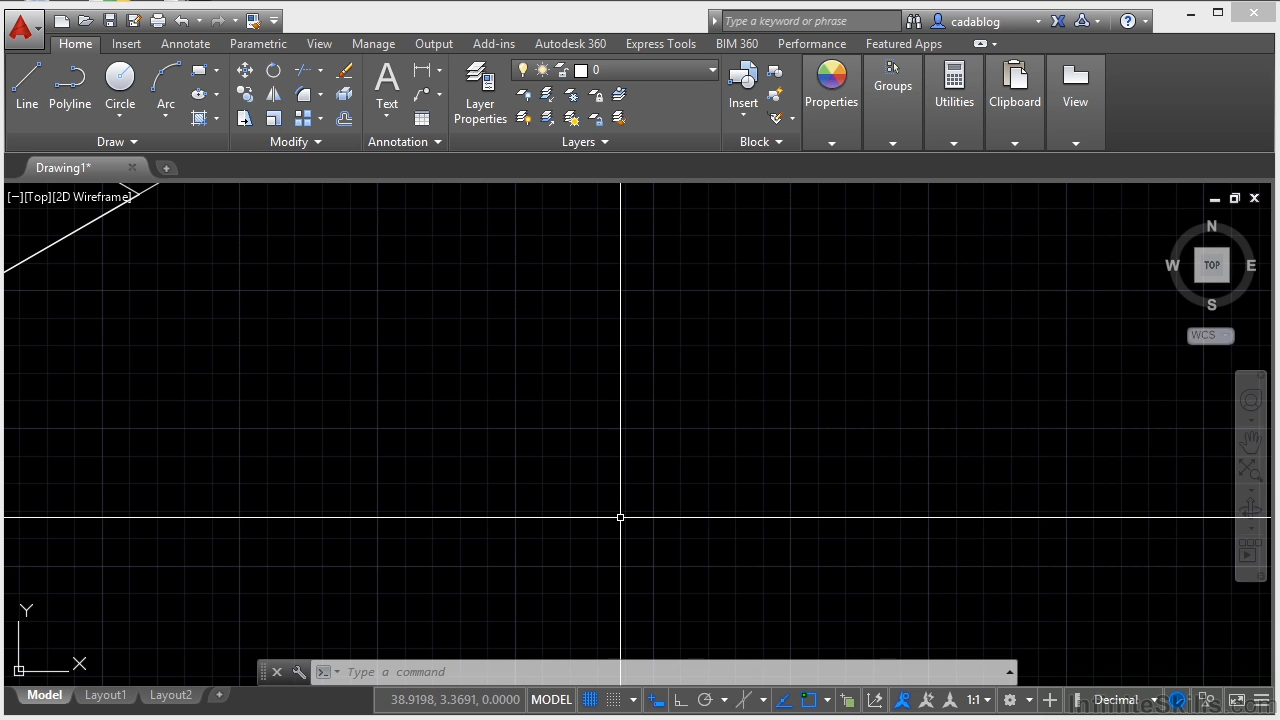 Type a keyword or phrase
cadablog
Home Insert Annotate Parametric View Manage Output Add-ins Autodesk 360 Express Tools BIM 360 Performance Featured Apps
0
Line Polyline Circle Arc Text Layer Properties Insert Properties Groups Utilities Clipboard View
Draw Modify Annotation Layers Block
Drawing1*
[−][Top][2D Wireframe]
N
W TOP E
S
WCS
Y
X
Type a command
Model Layout1 Layout2 38.9198, 3.3691, 0.0000 MODEL 1:1 Decimal
InfiniteSkills.com